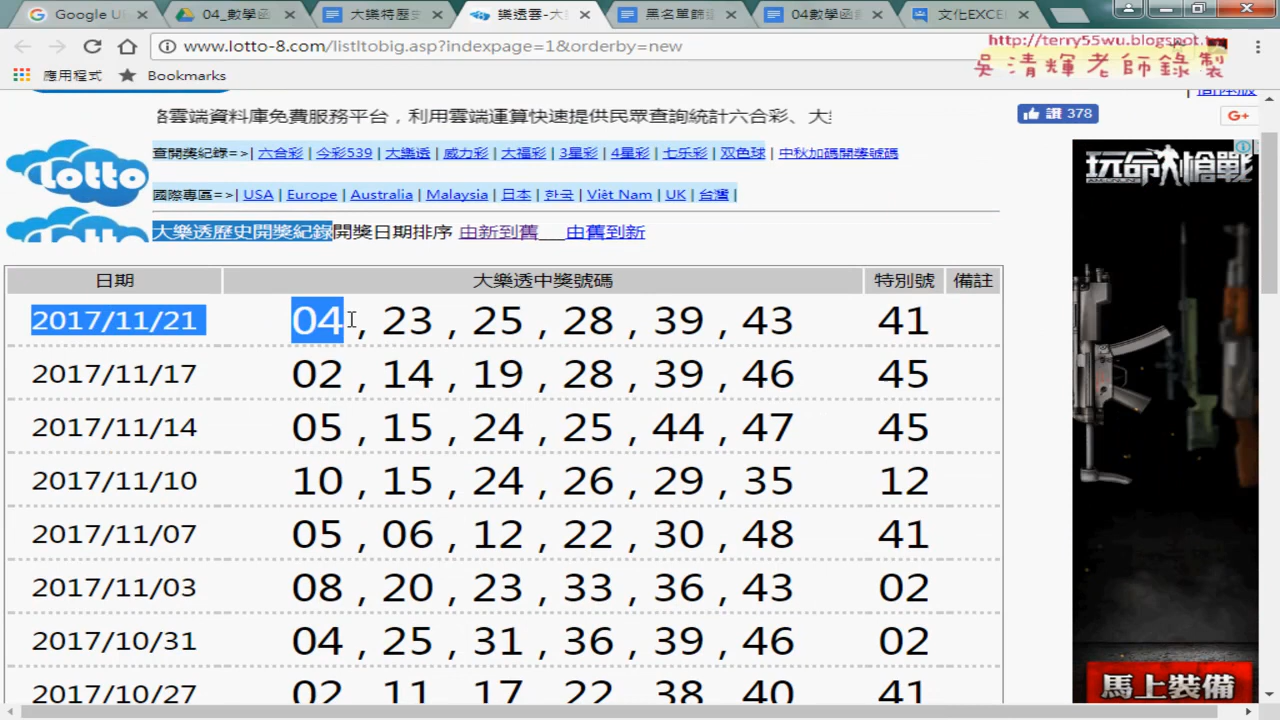 Google U
04_數學函
大樂特歷史
樂透雲-大
黑名單篩
04數學函
文化EXCE
www.lotto-8.com/listltobig.asp?indexpage=1&orderby=new
http://terry55wu.blogspot.tw
吳清輝老師錄製
應用程式
Bookmarks
洛雲端資料庫免費服務平台，利用雲端運算快速提供民眾查詢統計六合彩、大
讚 378
G+
lotto
查開獎紀錄=>| 六合彩 | 今彩539 | 大樂透 | 威力彩 | 大福彩 | 3星彩 | 4星彩 | 七乐彩 | 双色球 | 中秋加碼開獎號碼
國際專區=>| USA | Europe | Australia | Malaysia | 日本 | 한국 | Việt Nam | UK | 台灣 |
大樂透歷史開獎紀錄開獎日期排序 由新到舊 由舊到新
日期 大樂透中獎號碼 特別號 備註
2017/11/21 04 , 23 , 25 , 28 , 39 , 43 41
2017/11/17 02 , 14 , 19 , 28 , 39 , 46 45
2017/11/14 05 , 15 , 24 , 25 , 44 , 47 45
2017/11/10 10 , 15 , 24 , 26 , 29 , 35 12
2017/11/07 05 , 06 , 12 , 22 , 30 , 48 41
2017/11/03 08 , 20 , 23 , 33 , 36 , 43 02
2017/10/31 04 , 25 , 31 , 36 , 39 , 46 02
2017/10/27 02 , 11 , 17 , 22 , 38 , 40 41
玩命槍戰
馬上裝備